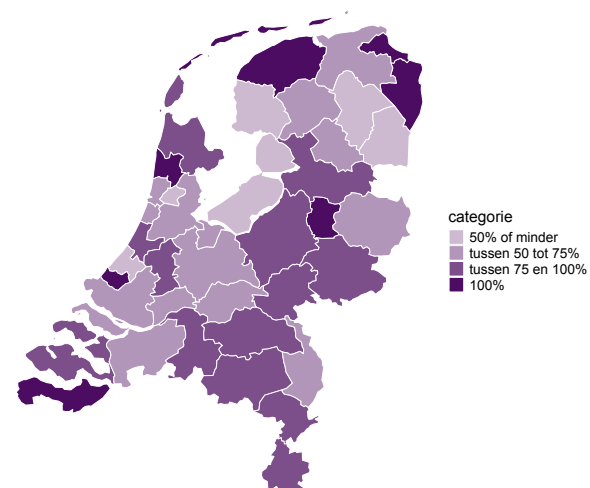 categorie
50% of minder
tussen 50 tot 75%
tussen 75 en 100%
100%